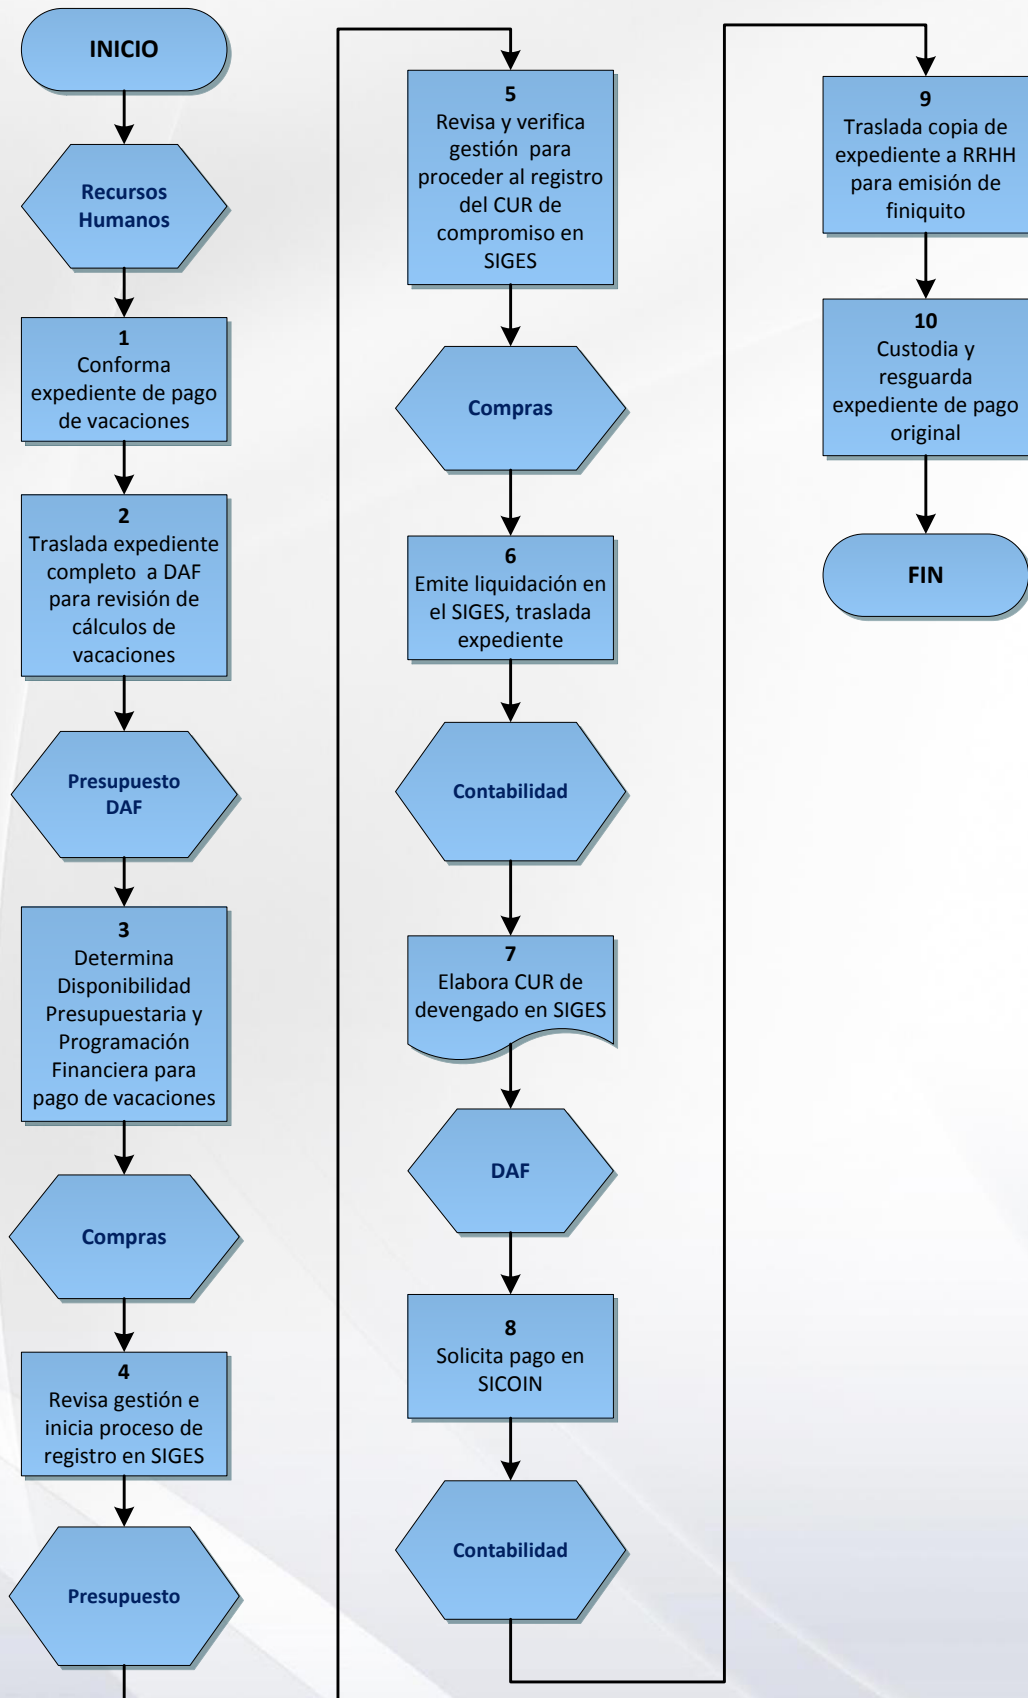 INICIO
Recursos
Humanos
1
Conforma
expediente de pago
de vacaciones
2
Traslada expediente
completo a DAF
para revisión de
cálculos de
vacaciones
Presupuesto
DAF
3
Determina
Disponibilidad
Presupuestaria y
Programación
Financiera para
pago de vacaciones
Compras
4
Revisa gestión e
inicia proceso de
registro en SIGES
Presupuesto
5
Revisa y verifica
gestión para
proceder al registro
del CUR de
compromiso en
SIGES
Compras
6
Emite liquidación en
el SIGES, traslada
expediente
Contabilidad
7
Elabora CUR de
devengado en SIGES
DAF
8
Solicita pago en
SICOIN
Contabilidad
9
Traslada copia de
expediente a RRHH
para emisión de
finiquito
10
Custodia y
resguarda
expediente de pago
original
FIN